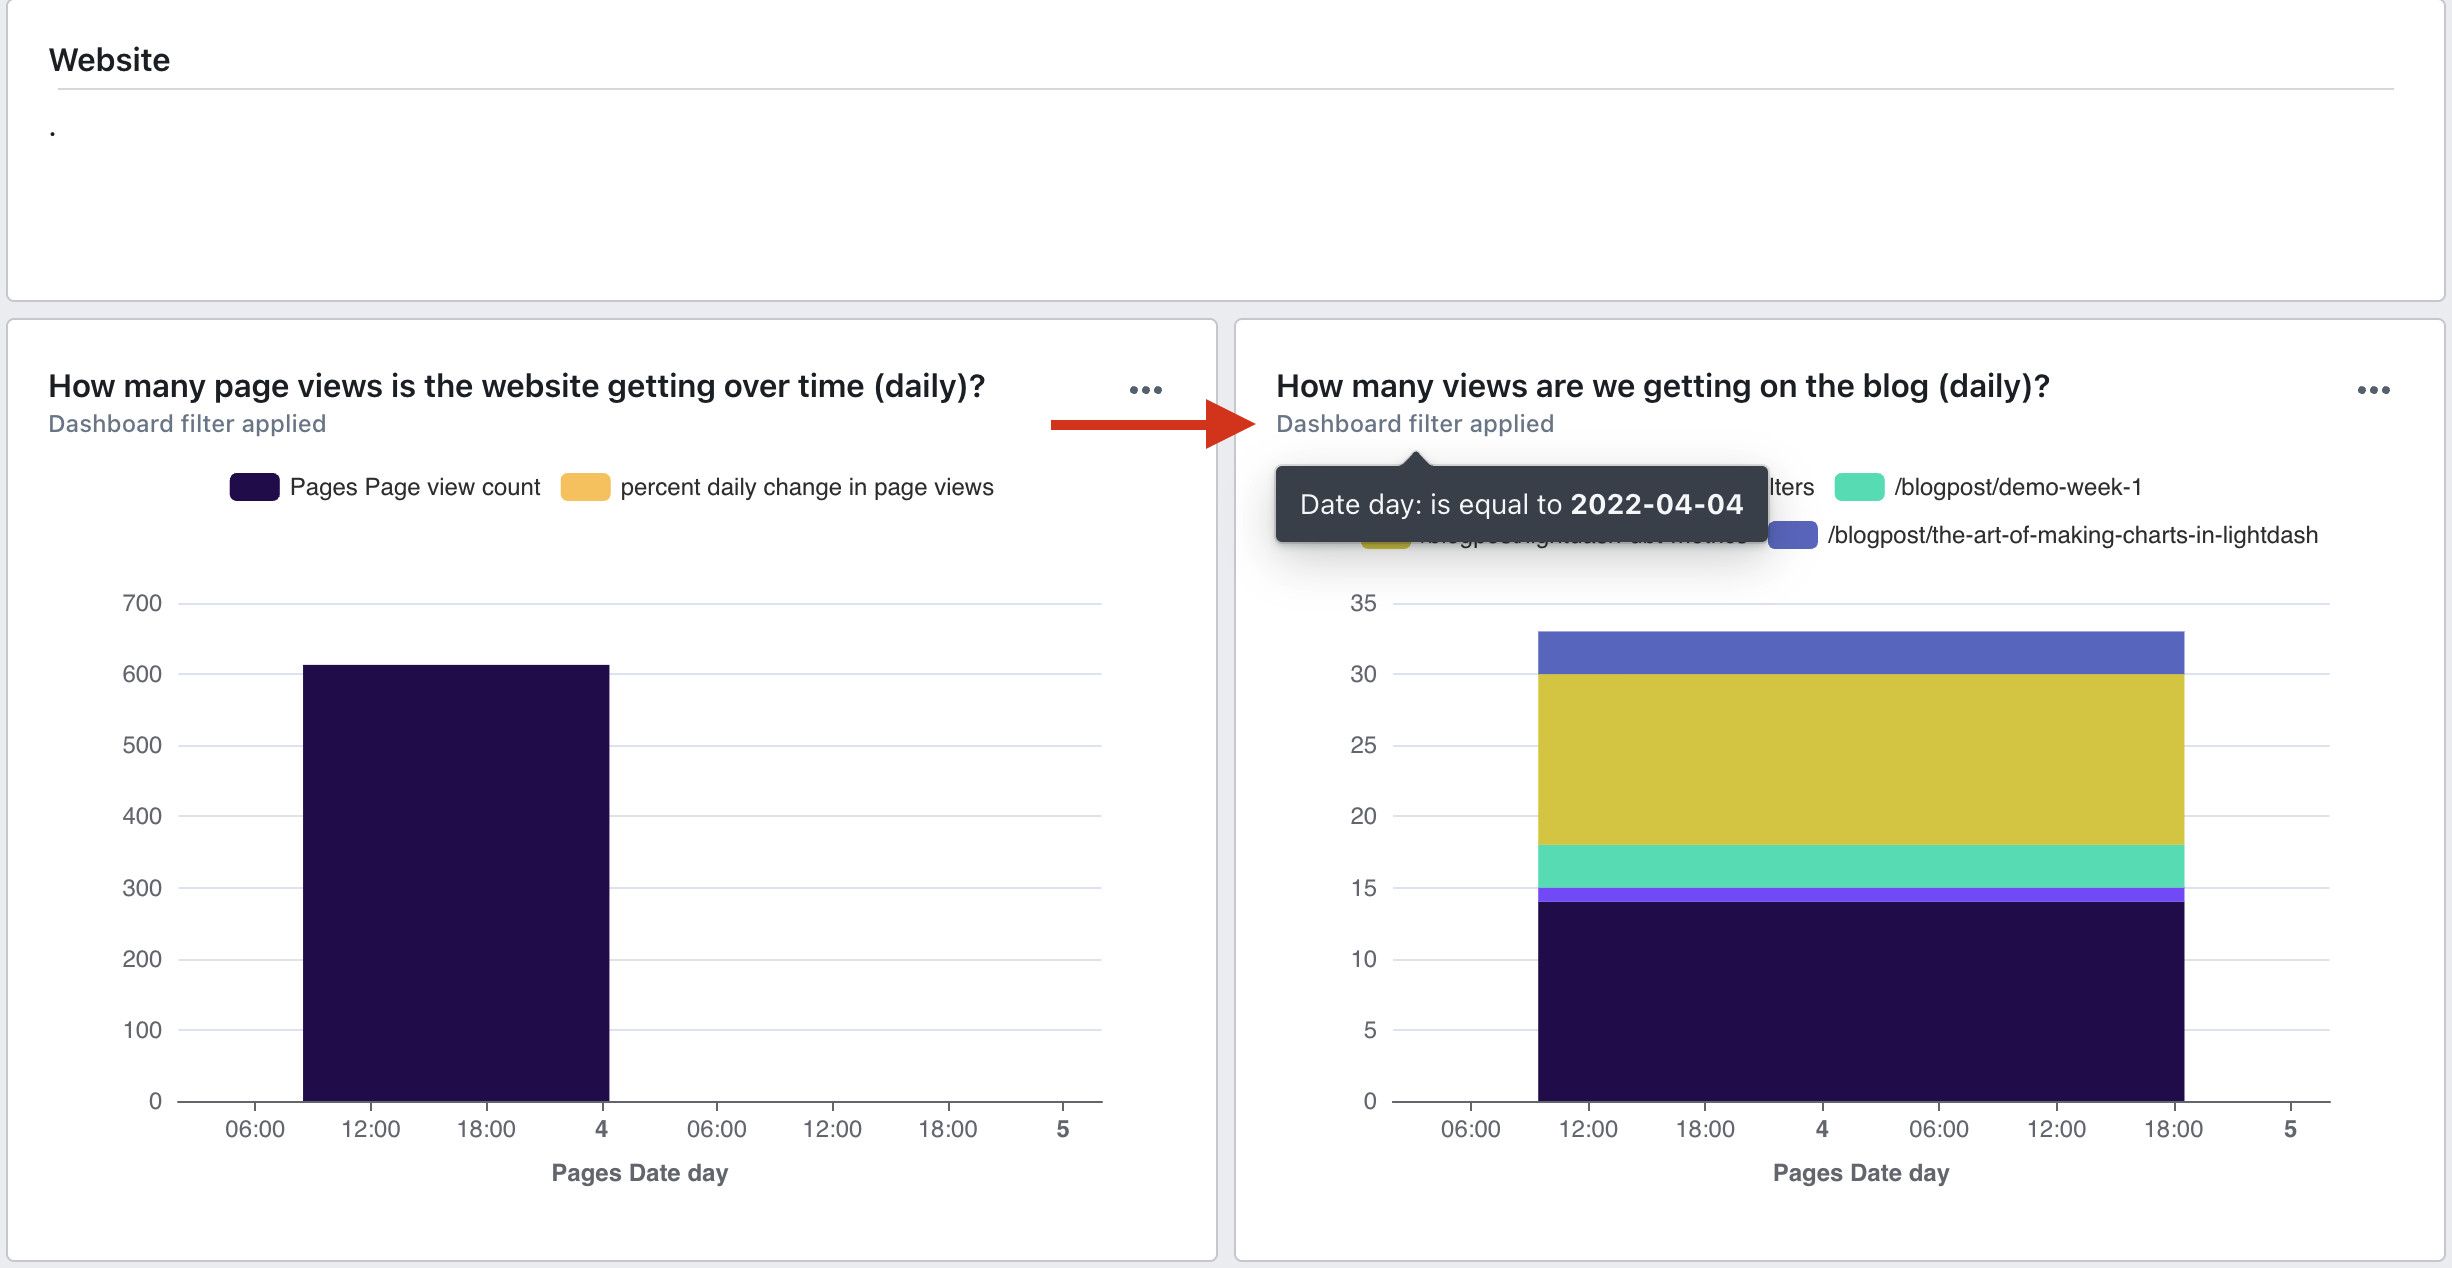 Website
.
How many page views is the website getting over time (daily)?
Dashboard filter applied
Pages Page view count percent daily change in page views
700
600
500
400
300
200
100
0
06:00 12:00 18:00 4 06:00 12:00 18:00 5
Pages Date day
How many views are we getting on the blog (daily)?
Dashboard filter applied
Date day: is equal to 2022-04-04
/blogpost/demo-week-1
/blogpost/the-art-of-making-charts-in-lightdash
35
30
25
20
15
10
5
0
06:00 12:00 18:00 4 06:00 12:00 18:00 5
Pages Date day